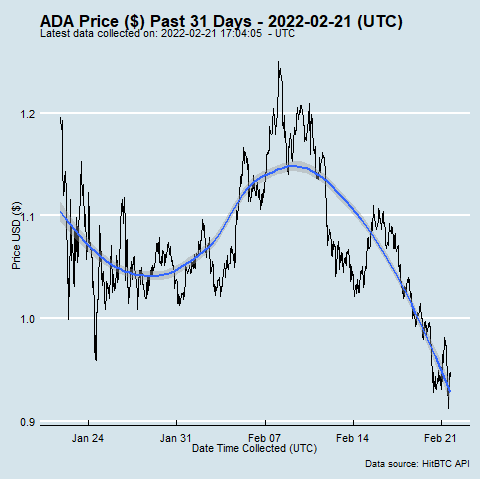 ADA Price ($) Past 31 Days - 2022-02-21 (UTC)
Latest data collected on: 2022-02-21 17:04:05 - UTC
Price USD ($)
1.2
1.1
1.0
0.9
Jan 24 Jan 31 Feb 07 Feb 14 Feb 21
Date Time Collected (UTC)
Data source: HitBTC API